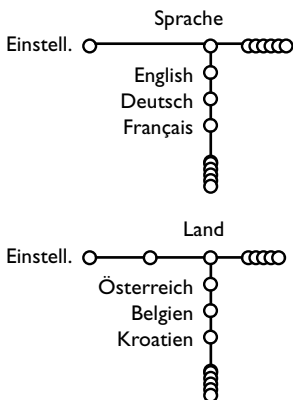 Sprache
Einstell.
English
Deutsch
Français
Land
Einstell.
Österreich
Belgien
Kroatien